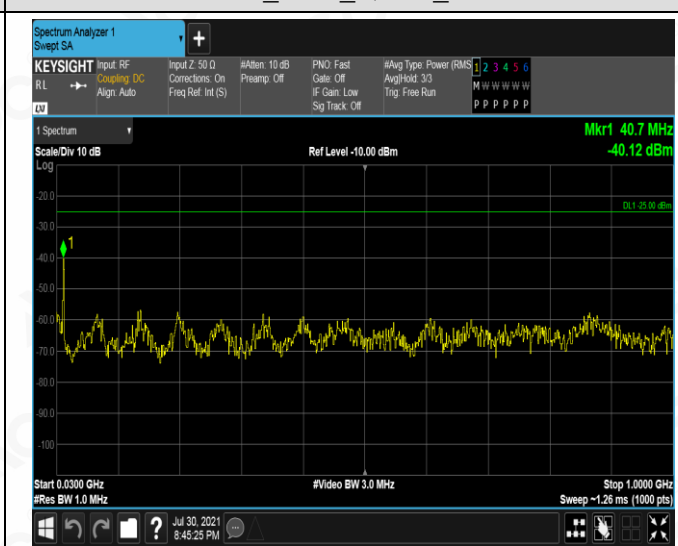 Spectrum Analyzer 1
Swept SA
+
KEYSIGHT Input: RF Input Z: 50 Ω #Atten: 10 dB PNO: Fast #Avg Type: Power (RMS 1 2 3 4 5 6
RL Coupling: DC Corrections: On Preamp: Off Gate: Off Avg|Hold: 3/3 M W W W W W
Align: Auto Freq Ref: Int (S) IF Gain: Low Trig: Free Run
Sig Track: Off P P P P P P
LXI
1 Spectrum Mkr1 40.7 MHz
Scale/Div 10 dB Ref Level -10.00 dBm -40.12 dBm
Log
-20.0
DL1 -25.00 dBm
-30.0
1
-40.0
-50.0
-60.0
-70.0
-80.0
-90.0
-100
Start 0.0300 GHz #Video BW 3.0 MHz Stop 1.0000 GHz
#Res BW 1.0 MHz Sweep ~1.26 ms (1000 pts)
? Jul 30, 2021
8:45:25 PM